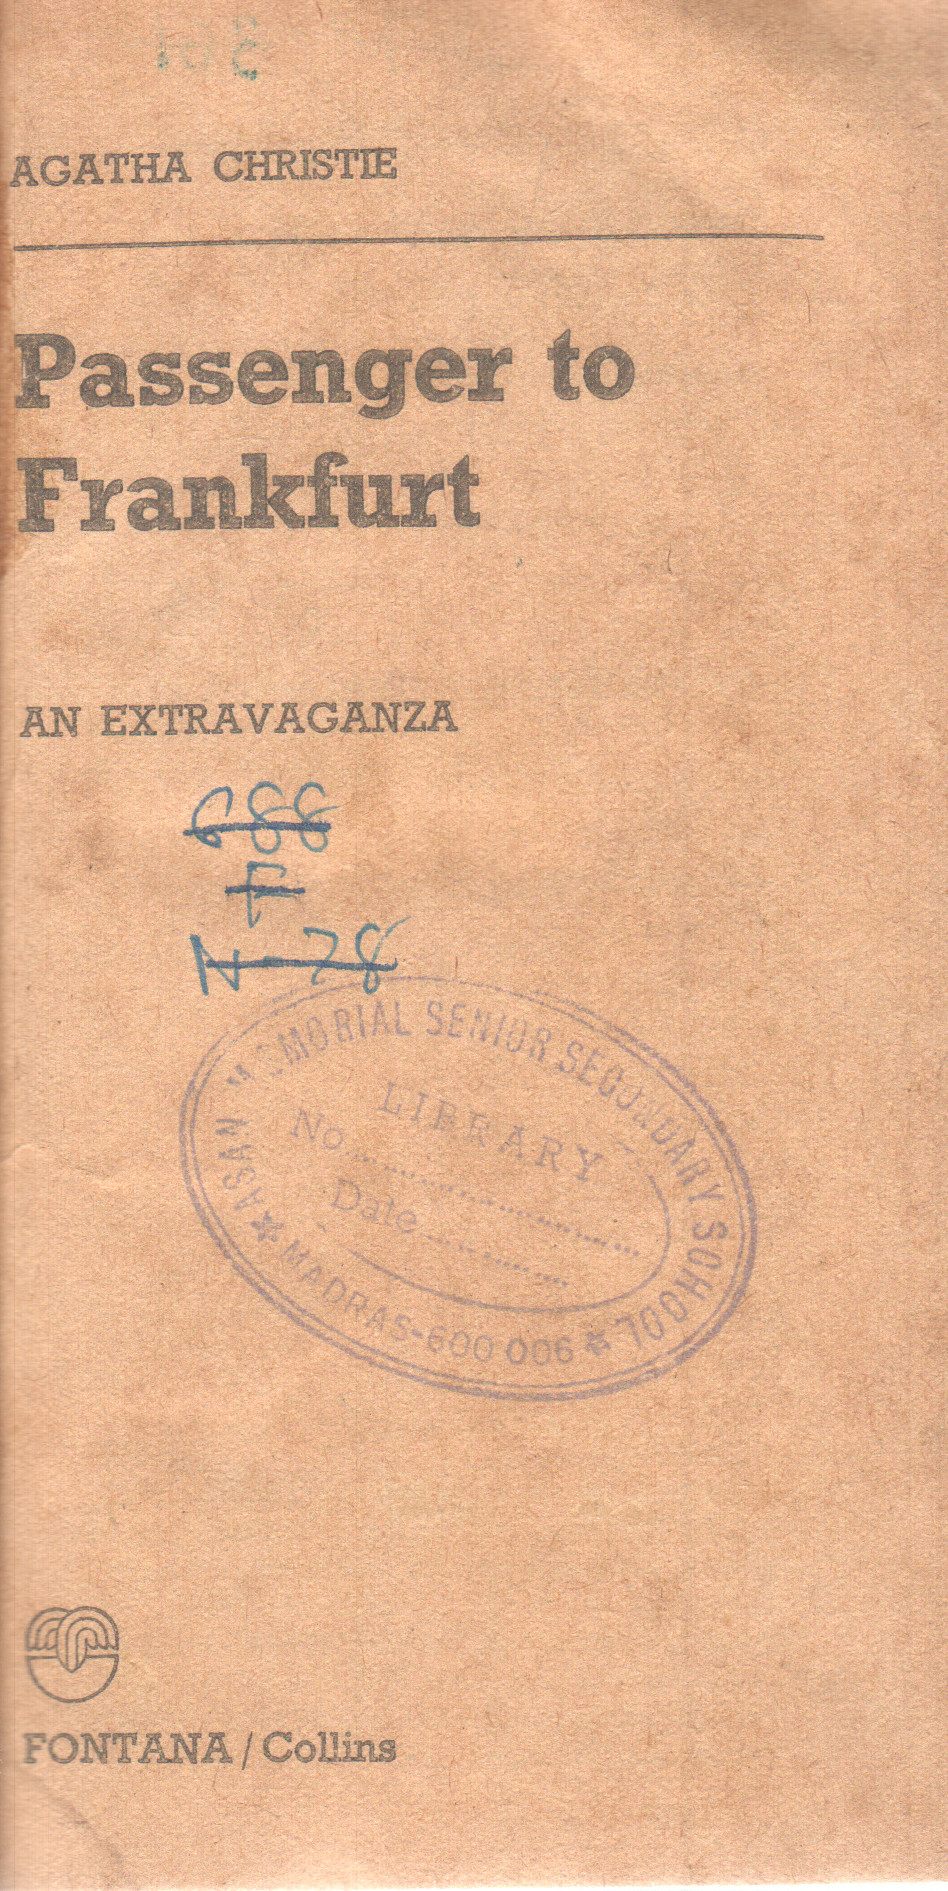 AGATHA CHRISTIE
Passenger to
Frankfurt
AN EXTRAVAGANZA
688
F
N-78
ASAN MEMORIAL SENIOR SECONDARY SCHOOL
LIBRARY
No.
Date
MADRAS-600 006
FONTANA / Collins